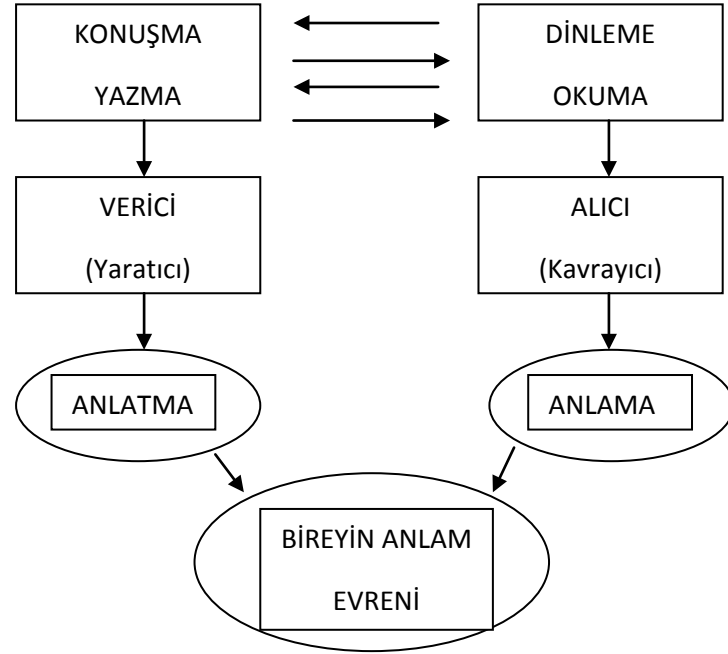 KONUŞMA
YAZMA
DİNLEME
OKUMA
VERİCİ
(Yaratıcı)
ALICI
(Kavrayıcı)
ANLATMA
ANLAMA
BİREYİN ANLAM
EVRENİ